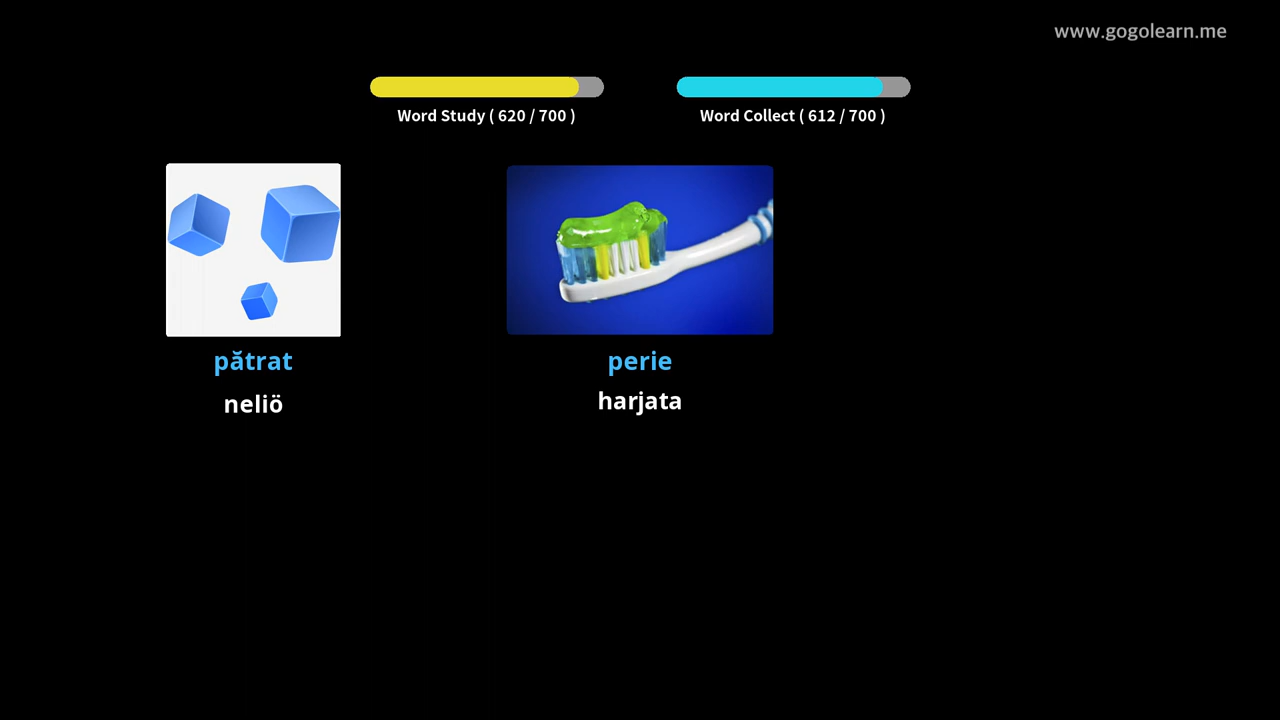 www.gogolearn.me
Word Study ( 620 / 700 )
Word Collect ( 612 / 700 )
pătrat
neliö
perie
harjata